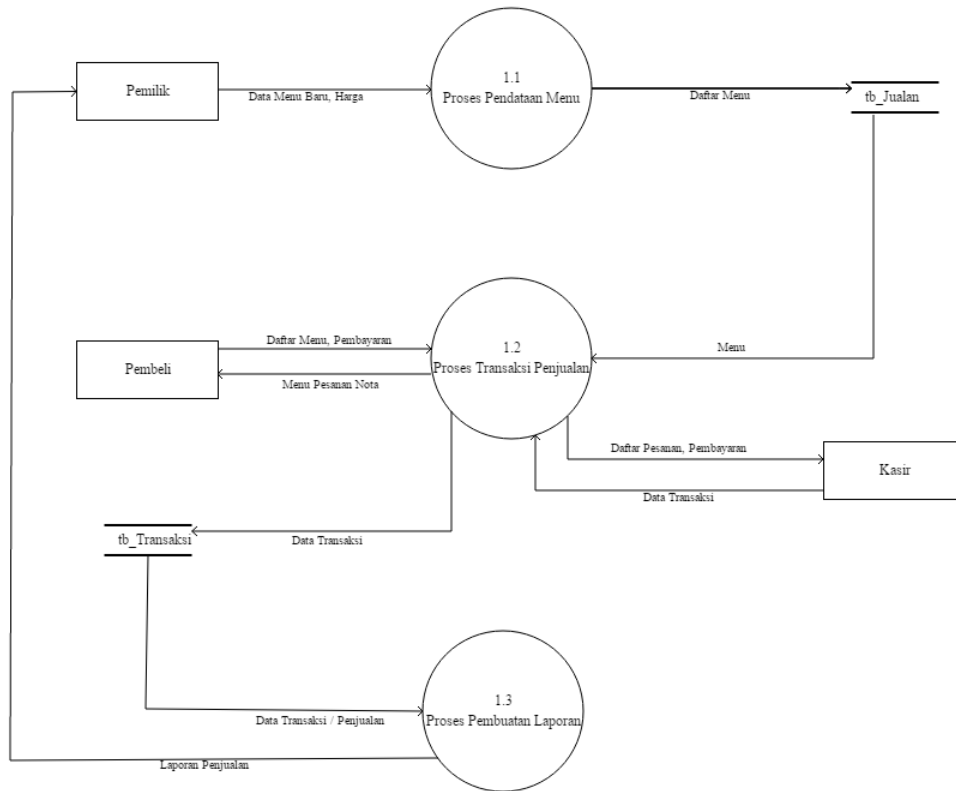 1.1
Pemilik
Proses Pendataan Menu
Data Menu Baru, Harga
Daftar Menu
tb_Jualan
Daftar Menu, Pembayaran
1.2
Menu
Pembeli
Proses Transaksi Penjualan
Menu Pesanan Nota
Daftar Pesanan, Pembayaran
Kasir
Data Transaksi
tb_Transaksi
Data Transaksi
1.3
Data Transaksi / Penjualan
Proses Pembuatan Laporan
Laporan Penjualan